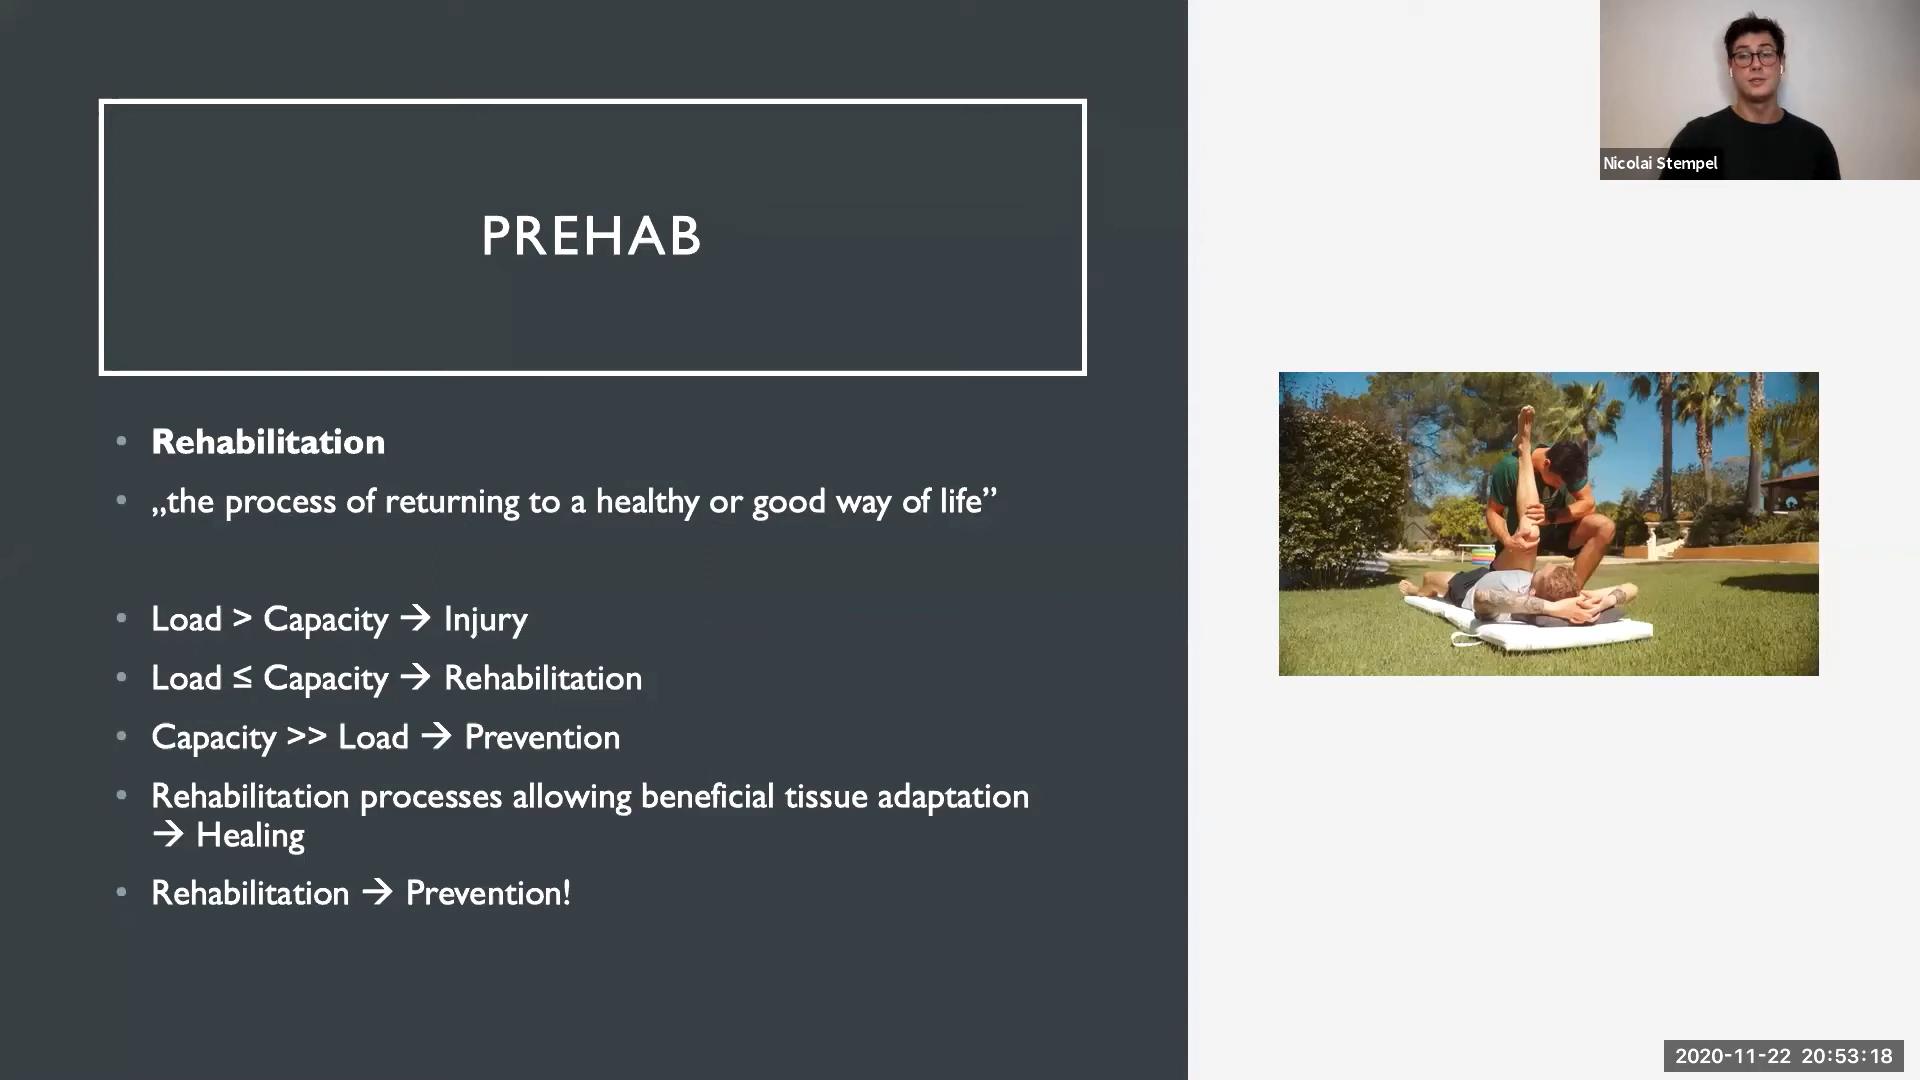 Nicolai Stempel
PREHAB
• Rehabilitation
• „the process of returning to a healthy or good way of life”
• Load > Capacity → Injury
• Load ≤ Capacity → Rehabilitation
• Capacity >> Load → Prevention
• Rehabilitation processes allowing beneficial tissue adaptation
→ Healing
• Rehabilitation → Prevention!
2020-11-22 20:53:18